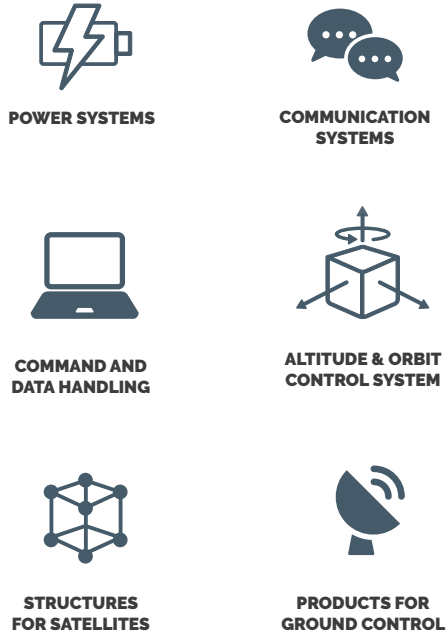 POWER SYSTEMS
COMMUNICATION
SYSTEMS
COMMAND AND
DATA HANDLING
ALTITUDE & ORBIT
CONTROL SYSTEM
STRUCTURES
FOR SATELLITES
PRODUCTS FOR
GROUND CONTROL